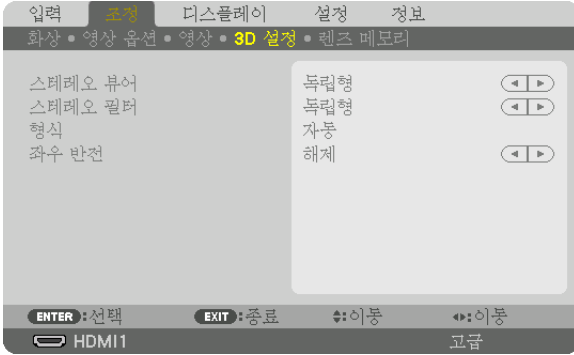 입력 조정 디스플레이 설정 정보
화상 • 영상 옵션 • 영상 • 3D 설정 • 렌즈 메모리
스테레오 뷰어 독립형
스테레오 필터 독립형
형식 자동
좌우 반전 해제
ENTER :선택 EXIT :종료 :이동 :이동
HDMI1 고급